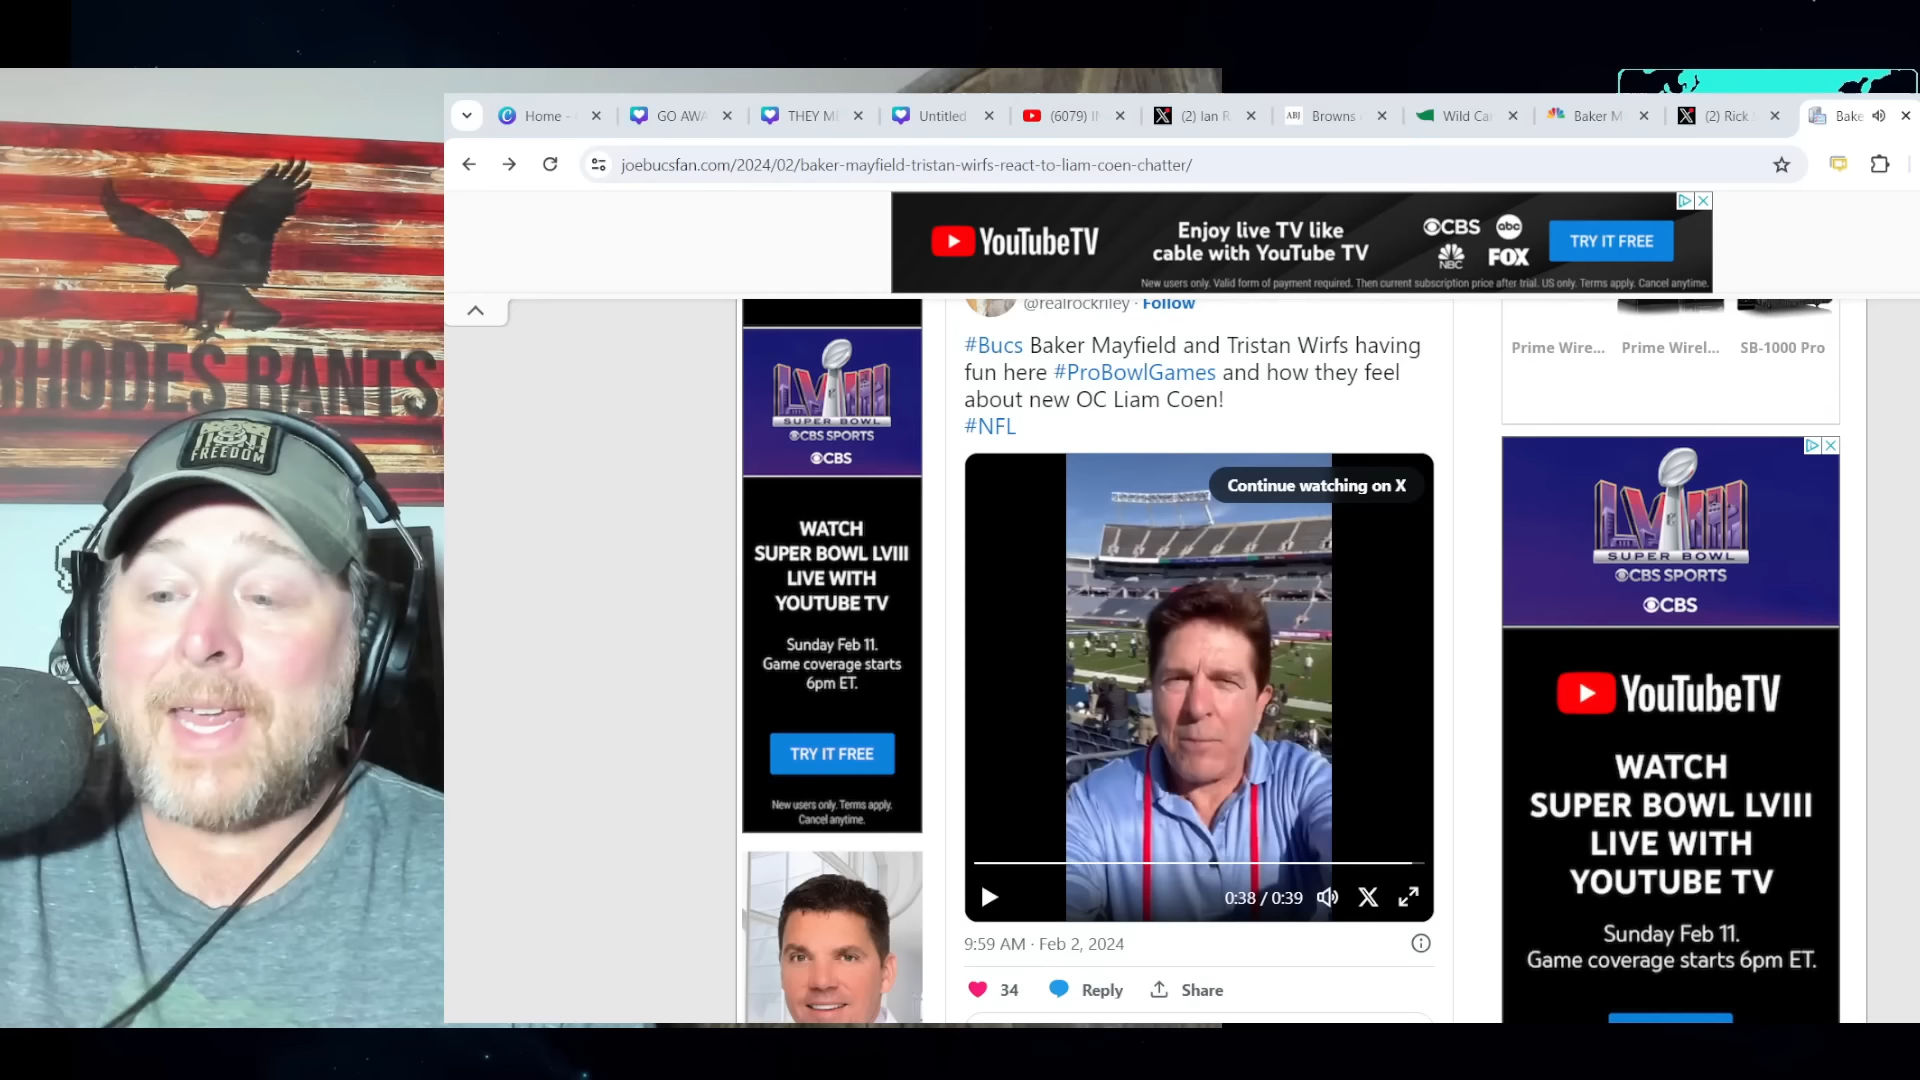 Home -
GO AWA
THEY MI
Untitled
(6079) I
(2) Ian R
ABJ
Browns
Wild Ca
Baker M
(2) Rick
Bake
joebucsfan.com/2024/02/baker-mayfield-tristan-wirfs-react-to-liam-coen-chatter/
YouTubeTV
Enjoy live TV like
cable with YouTube TV
CBS
abc
NBC
FOX
TRY IT FREE
New users only. Valid form of payment required. Then current subscription price after trial. US only. Terms apply. Cancel anytime.
RHODES RANTS
FREEDOM
@realrockriley · Follow
#Bucs Baker Mayfield and Tristan Wirfs having
fun here #ProBowlGames and how they feel
about new OC Liam Coen!
#NFL
Continue watching on X
0:38 / 0:39
9:59 AM · Feb 2, 2024
34
Reply
Share
LVIII
SUPER BOWL
CBS SPORTS
CBS
WATCH
SUPER BOWL LVIII
LIVE WITH
YOUTUBE TV
Sunday Feb 11.
Game coverage starts
6pm ET.
TRY IT FREE
New users only. Terms apply.
Cancel anytime.
Prime Wire...
Prime Wirel...
SB-1000 Pro
LVIII
SUPER BOWL
CBS SPORTS
CBS
YouTubeTV
WATCH
SUPER BOWL LVIII
LIVE WITH
YOUTUBE TV
Sunday Feb 11.
Game coverage starts 6pm ET.